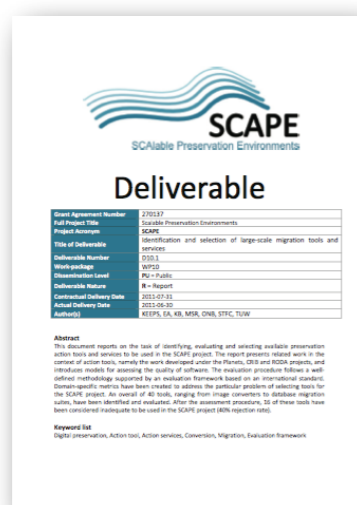 SCAPE
SCAlable Preservation Environments
Deliverable
Grant Agreement Number 270137
Full Project Title Scalable Preservation Environments
Project Acronym SCAPE
Title of Deliverable Identification and selection of large-scale migration tools and services
Deliverable Number D10.1
Work-package WP10
Dissemination Level PU = Public
Deliverable Nature R = Report
Contractual Delivery Date 2011-07-31
Actual Delivery Date 2011-06-30
Author(s) KEEPS, EA, KB, MSR, ONB, STFC, TUW
Abstract
This document reports on the task of identifying, evaluating and selecting available preservation
action tools and services to be used in the SCAPE project. The report presents related work in the
context of action tools, namely the work developed under the Planets, CRiB and RODA projects, and
introduces models for assessing the quality of software. The evaluation procedure follows a well-
defined methodology supported by an evaluation framework based on an international standard.
Domain-specific metrics have been created to address the particular problem of selecting tools for
the SCAPE project. An overall of 40 tools, ranging from image converters to database migration
suites, have been identified and evaluated. After the assessment procedure, 16 of these tools have
been considered inadequate to be used in the SCAPE project (40% rejection rate).
Keyword list
Digital preservation, Action tool, Action services, Conversion, Migration, Evaluation framework